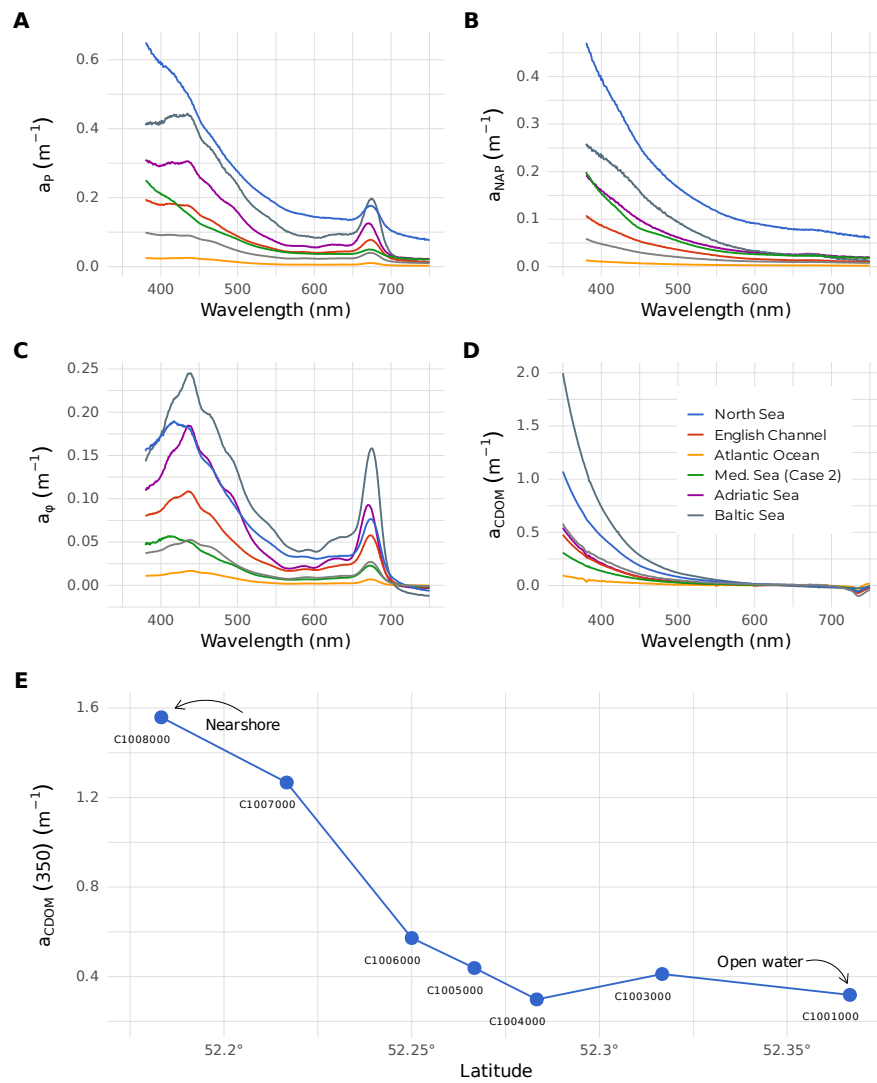 A
B
0.6
0.4
0.2
0.0
aP (m−1)
400
500
600
700
Wavelength (nm)
0.4
0.3
0.2
0.1
0.0
aNAP (m−1)
400
500
600
700
Wavelength (nm)
C
D
0.25
0.20
0.15
0.10
0.05
0.00
aφ (m−1)
400
500
600
700
Wavelength (nm)
2.0
1.5
1.0
0.5
0.0
aCDOM (m−1)
North Sea
English Channel
Atlantic Ocean
Med. Sea (Case 2)
Adriatic Sea
Baltic Sea
400
500
600
700
Wavelength (nm)
E
1.6
1.2
0.8
0.4
aCDOM (350) (m−1)
Nearshore
C1008000
C1007000
C1006000
C1005000
C1004000
C1003000
Open water
C1001000
52.2°
52.25°
52.3°
52.35°
Latitude